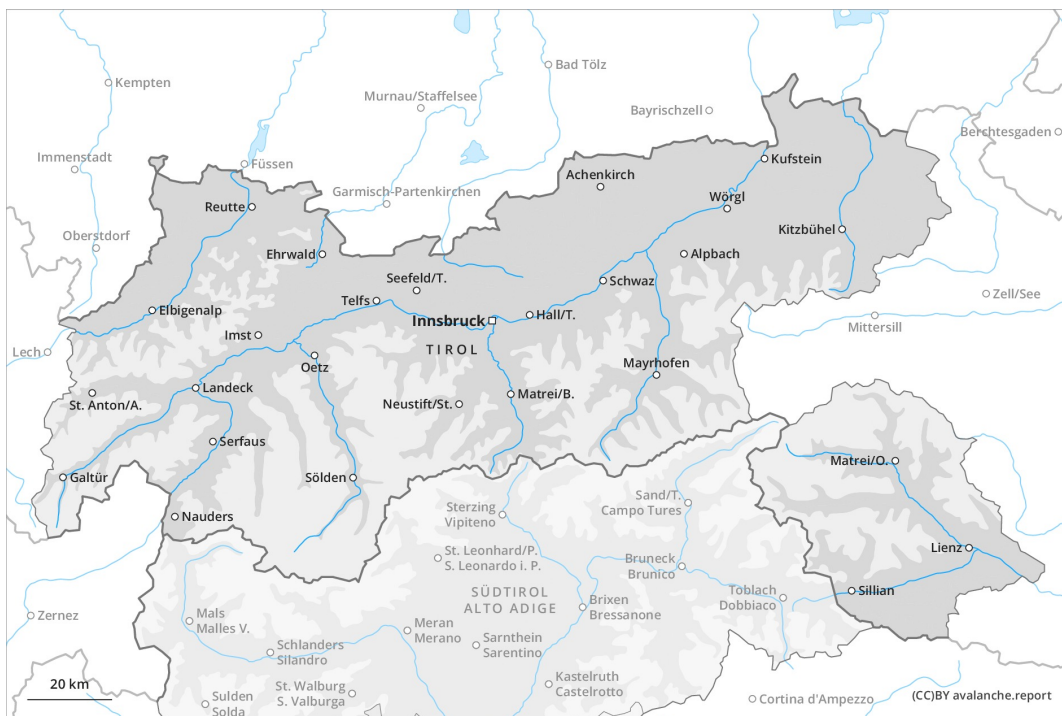 Kempten
Bad Tölz
Murnau/Staffelsee
Bayrischzell
Berchtesgaden
Immenstadt
Füssen
Kufstein
Achenkirch
Garmisch-Partenkirchen
Reutte
Wörgl
Oberstdorf
Kitzbühel
Ehrwald
Alpbach
Seefeld/T.
Schwaz
Zell/See
Telfs
Elbigenalp
Hall/T.
Innsbruck
Mittersill
Imst
TIROL
Lech
Oetz
Mayrhofen
Landeck
St. Anton/A.
Matrei/B.
Neustift/St.
Serfaus
Matrei/O.
Galtür
Sölden
Sand/T.
Campo Tures
Sterzing
Vipiteno
Nauders
Lienz
St. Leonhard/P.
S. Leonardo i. P.
Bruneck
Brunico
SÜDTIROL
ALTO ADIGE
Toblach
Dobbiaco
Sillian
Brixen
Bressanone
Zernez
Mals
Malles V.
Meran
Merano
Sarnthein
Sarentino
Schlanders
Silandro
Kastelruth
Castelrotto
20 km
St. Walburg
S. Valburga
Sulden
Solda
Cortina d'Ampezzo
(CC)BY avalanche.report